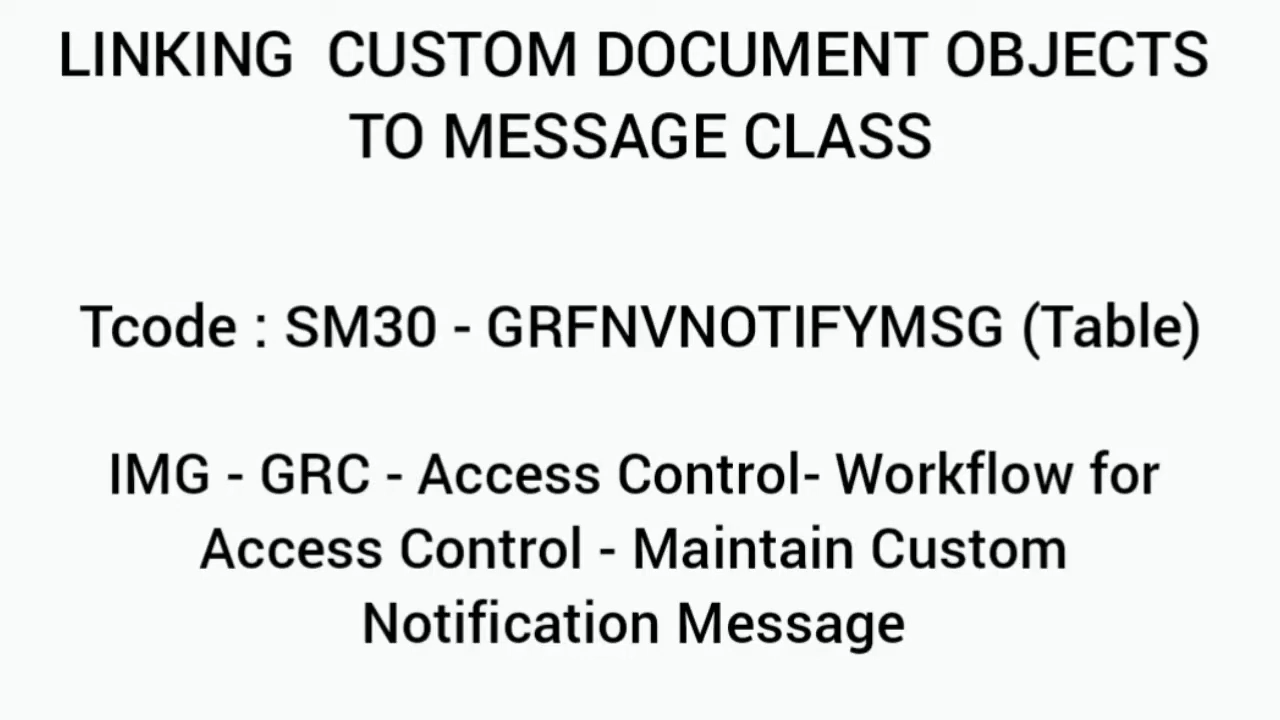 LINKING CUSTOM DOCUMENT OBJECTS
TO MESSAGE CLASS
Tcode : SM30 - GRFNVNOTIFYMSG (Table)
IMG - GRC - Access Control- Workflow for
Access Control - Maintain Custom
Notification Message